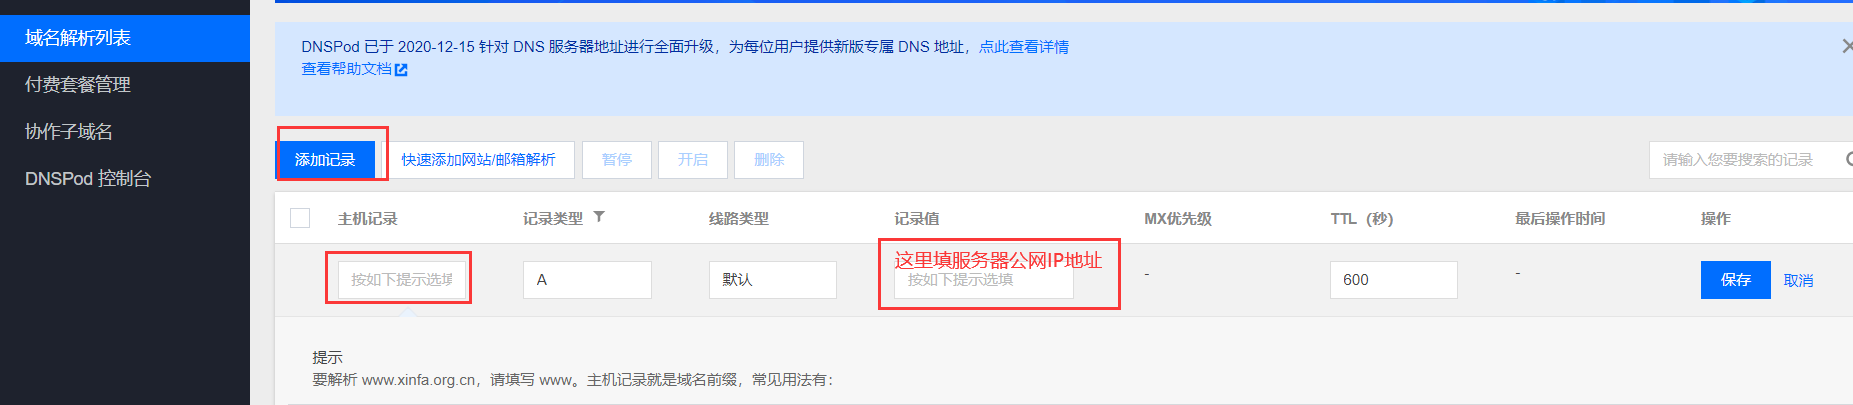 域名解析列表
付费套餐管理
协作子域名
DNSPod 控制台
DNSPod 已于 2020-12-15 针对 DNS 服务器地址进行全面升级，为每位用户提供新版专属 DNS 地址，点此查看详情
查看帮助文档
添加记录 快速添加网站/邮箱解析 暂停 开启 删除 请输入您要搜索的记录
主机记录 记录类型 线路类型 记录值 MX优先级 TTL（秒） 最后操作时间 操作
这里填服务器公网IP地址
按如下提示选填 A 默认 按如下提示选填 - 600 - 保存 取消
提示
要解析 www.xinfa.org.cn，请填写 www。主机记录就是域名前缀，常见用法有：